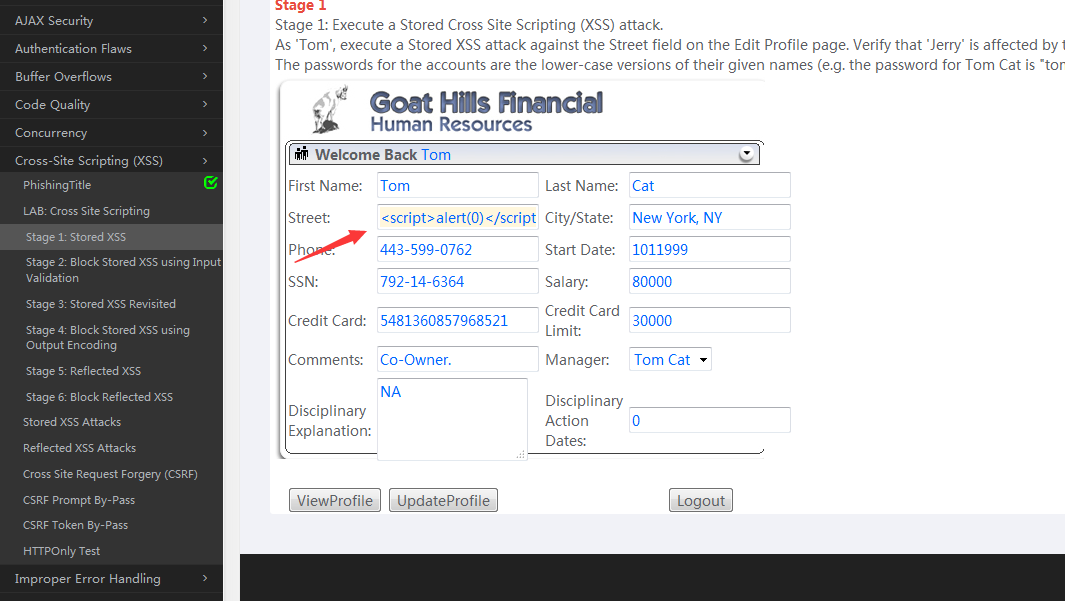 AJAX Security
Authentication Flaws
Buffer Overflows
Code Quality
Concurrency
Cross-Site Scripting (XSS)
PhishingTitle
LAB: Cross Site Scripting
Stage 1: Stored XSS
Stage 2: Block Stored XSS using Input
Validation
Stage 3: Stored XSS Revisited
Stage 4: Block Stored XSS using
Output Encoding
Stage 5: Reflected XSS
Stage 6: Block Reflected XSS
Stored XSS Attacks
Reflected XSS Attacks
Cross Site Request Forgery (CSRF)
CSRF Prompt By-Pass
CSRF Token By-Pass
HTTPOnly Test
Improper Error Handling
Stage 1
Stage 1: Execute a Stored Cross Site Scripting (XSS) attack.
As 'Tom', execute a Stored XSS attack against the Street field on the Edit Profile page. Verify that 'Jerry' is affected by t
The passwords for the accounts are the lower-case versions of their given names (e.g. the password for Tom Cat is "tor
Goat Hills Financial
Human Resources
Welcome Back Tom
First Name: Tom Last Name: Cat
Street: <script>alert(0)</script City/State: New York, NY
Phone: 443-599-0762 Start Date: 1011999
SSN: 792-14-6364 Salary: 80000
Credit Card: 5481360857968521 Credit Card
Limit: 30000
Comments: Co-Owner. Manager: Tom Cat
Disciplinary
Explanation: NA
Disciplinary
Action
Dates: 0
ViewProfile UpdateProfile Logout